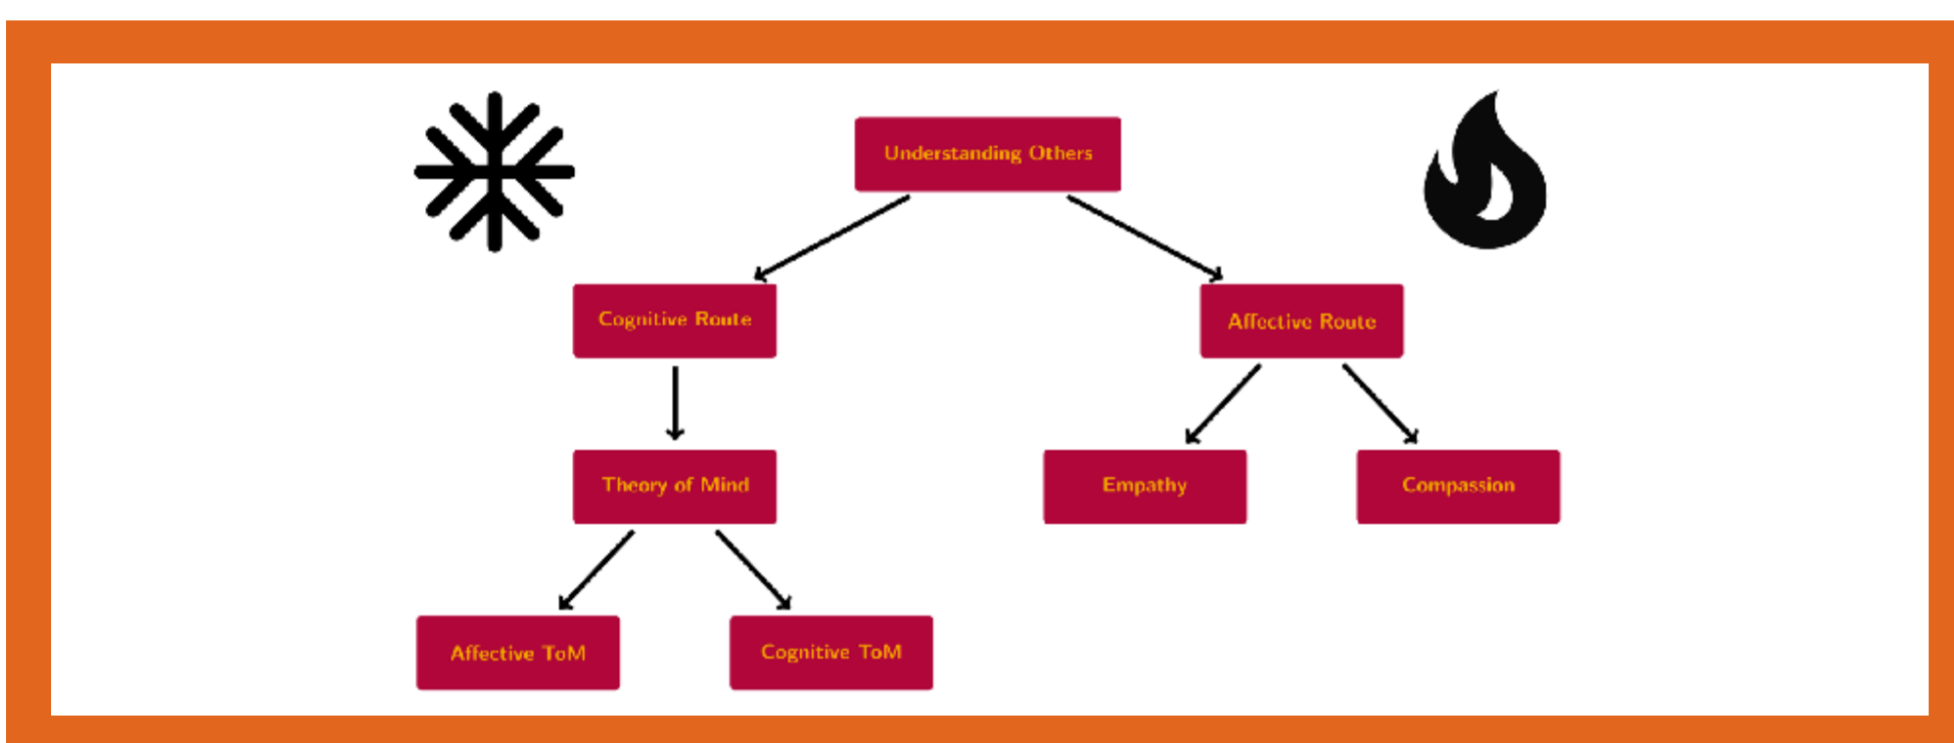 Understanding Others
Cognitive Route
Affective Route
Theory of Mind
Empathy
Compassion
Affective ToM
Cognitive ToM